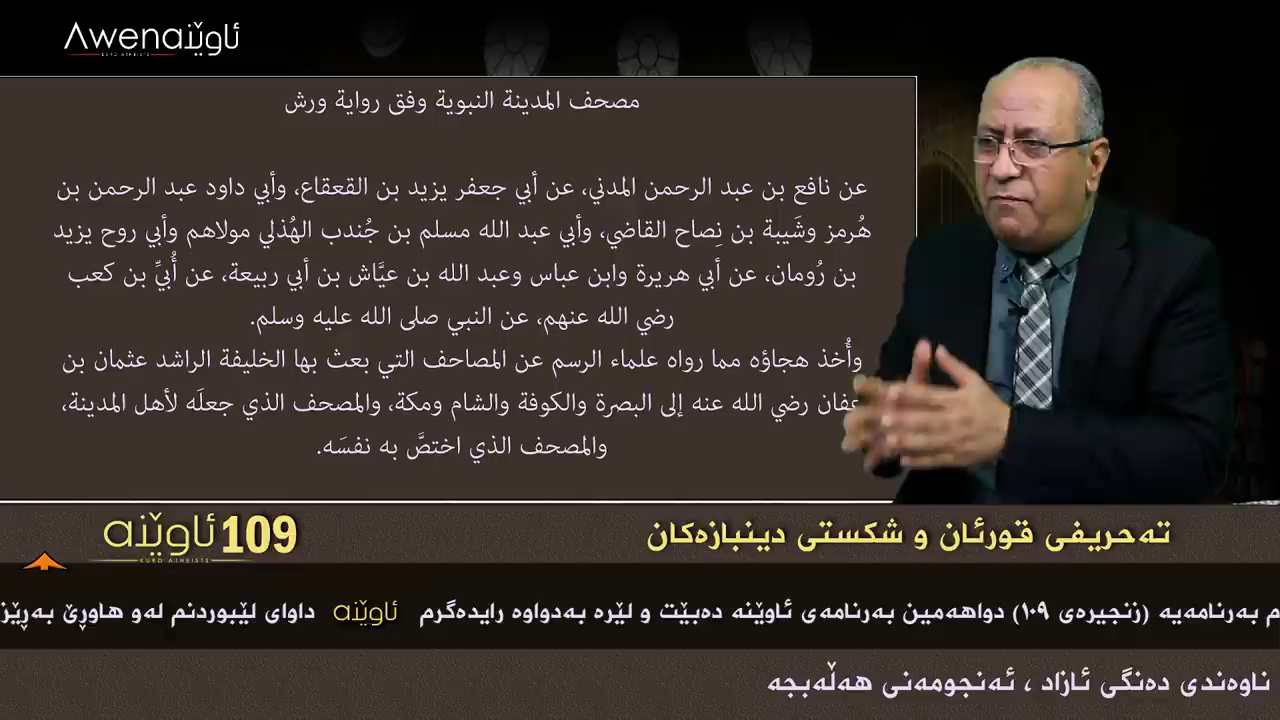 Awenaئاوێنە
KURD ATHEISTS
مصحف المدينة النبوية وفق رواية ورش
عن نافع بن عبد الرحمن المدني، عن أبي جعفر يزيد بن القعقاع، وأبي داود عبد الرحمن بن
هُرمز وشَيبة بن نِصاح القاضي، وأبي عبد الله مسلم بن جُندب الهُذلي مولاهم وأبي روح يزيد
بن رُومان، عن أبي هريرة وابن عباس وعبد الله بن عيَّاش بن أبي ربيعة، عن أُبيِّ بن كعب
رضي الله عنهم، عن النبي صلى الله عليه وسلم.
وأُخذ هجاؤه مما رواه علماء الرسم عن المصاحف التي بعث بها الخليفة الراشد عثمان بن
عفان رضي الله عنه إلى البصرة والكوفة والشام ومكة، والمصحف الذي جعلَه لأهل المدينة،
والمصحف الذي اختصَّ به نفسَه.
تەحریفی قورئان و شکستی دینبازەکان
ئاوێنە 109
KURD ATHEISTS
م بەرنامەیە (زنجیرەی ١٠٩) دواهەمین بەرنامەی ئاوێنە دەبێت و لێرە بەدواوە رایدەگرم ئاوێنە داوای لێبوردنم لەو هاورێ بەڕێز
ناوەندی دەنگی ئازاد ، ئەنجومەنی هەڵەبجە